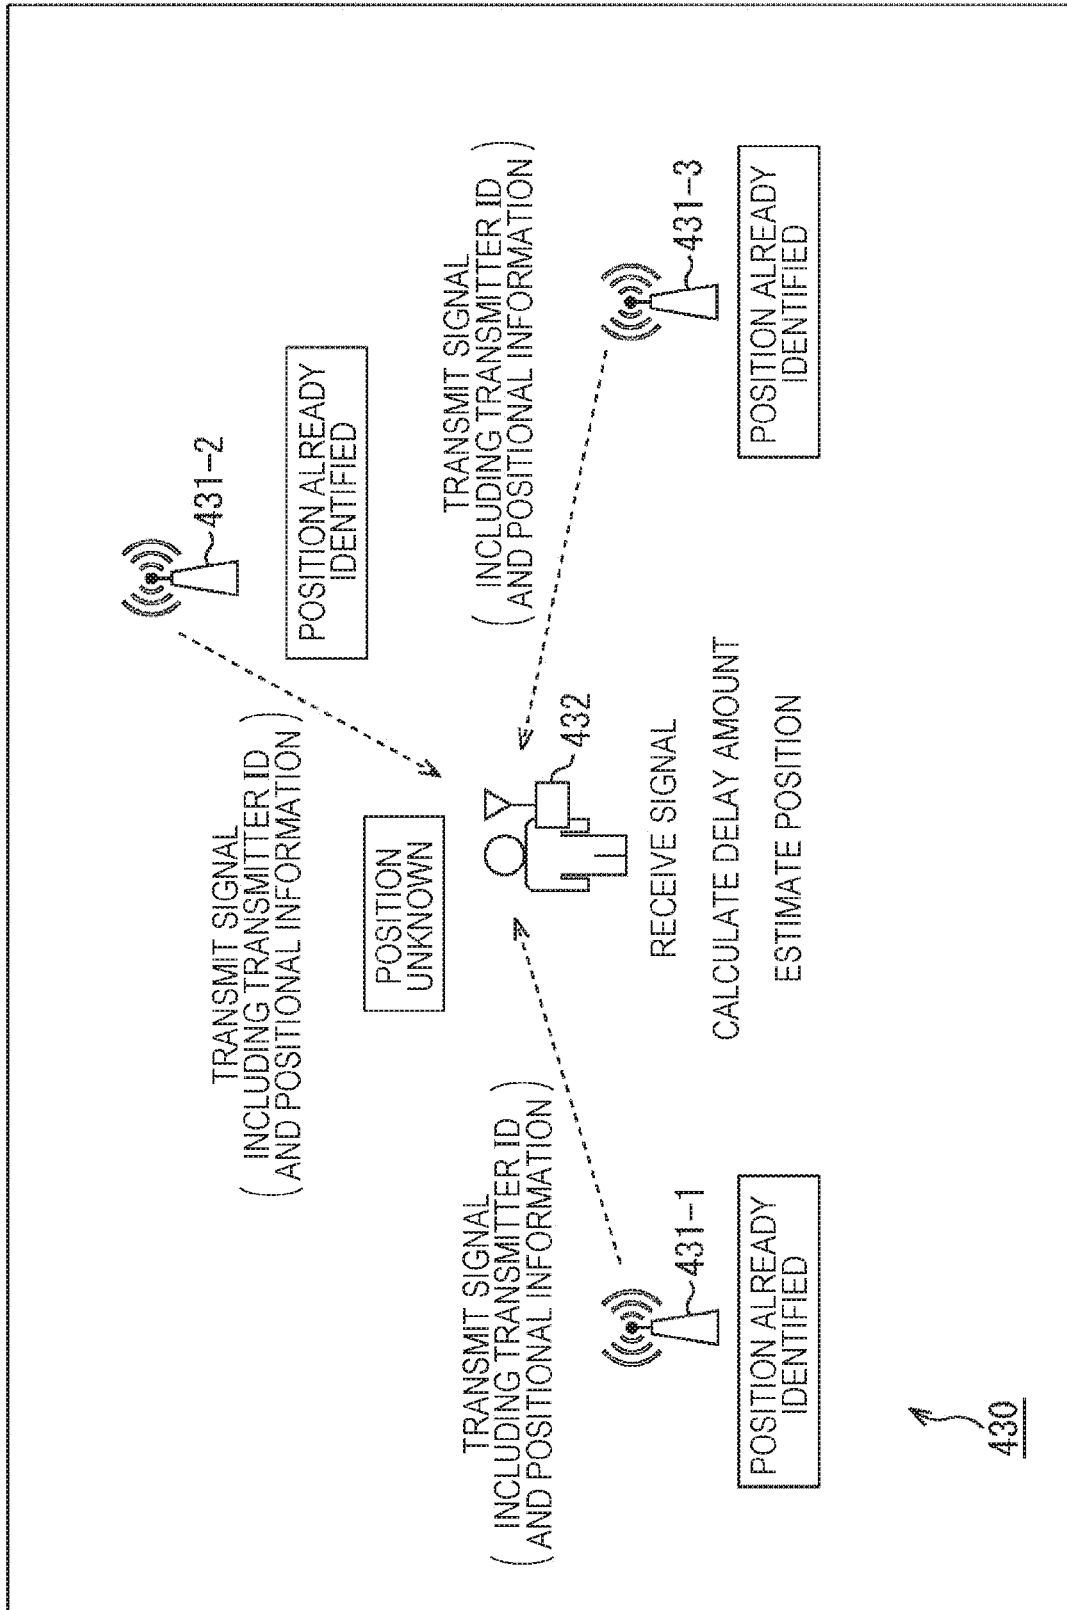 TRANSMIT SIGNAL
(INCLUDING TRANSMITTER ID
AND POSITIONAL INFORMATION)
431-2
POSITION ALREADY
IDENTIFIED
POSITION
UNKNOWN
TRANSMIT SIGNAL
(INCLUDING TRANSMITTER ID
AND POSITIONAL INFORMATION)
431-1
POSITION ALREADY
IDENTIFIED
432
RECEIVE SIGNAL
CALCULATE DELAY AMOUNT
ESTIMATE POSITION
TRANSMIT SIGNAL
(INCLUDING TRANSMITTER ID
AND POSITIONAL INFORMATION)
431-3
POSITION ALREADY
IDENTIFIED
430